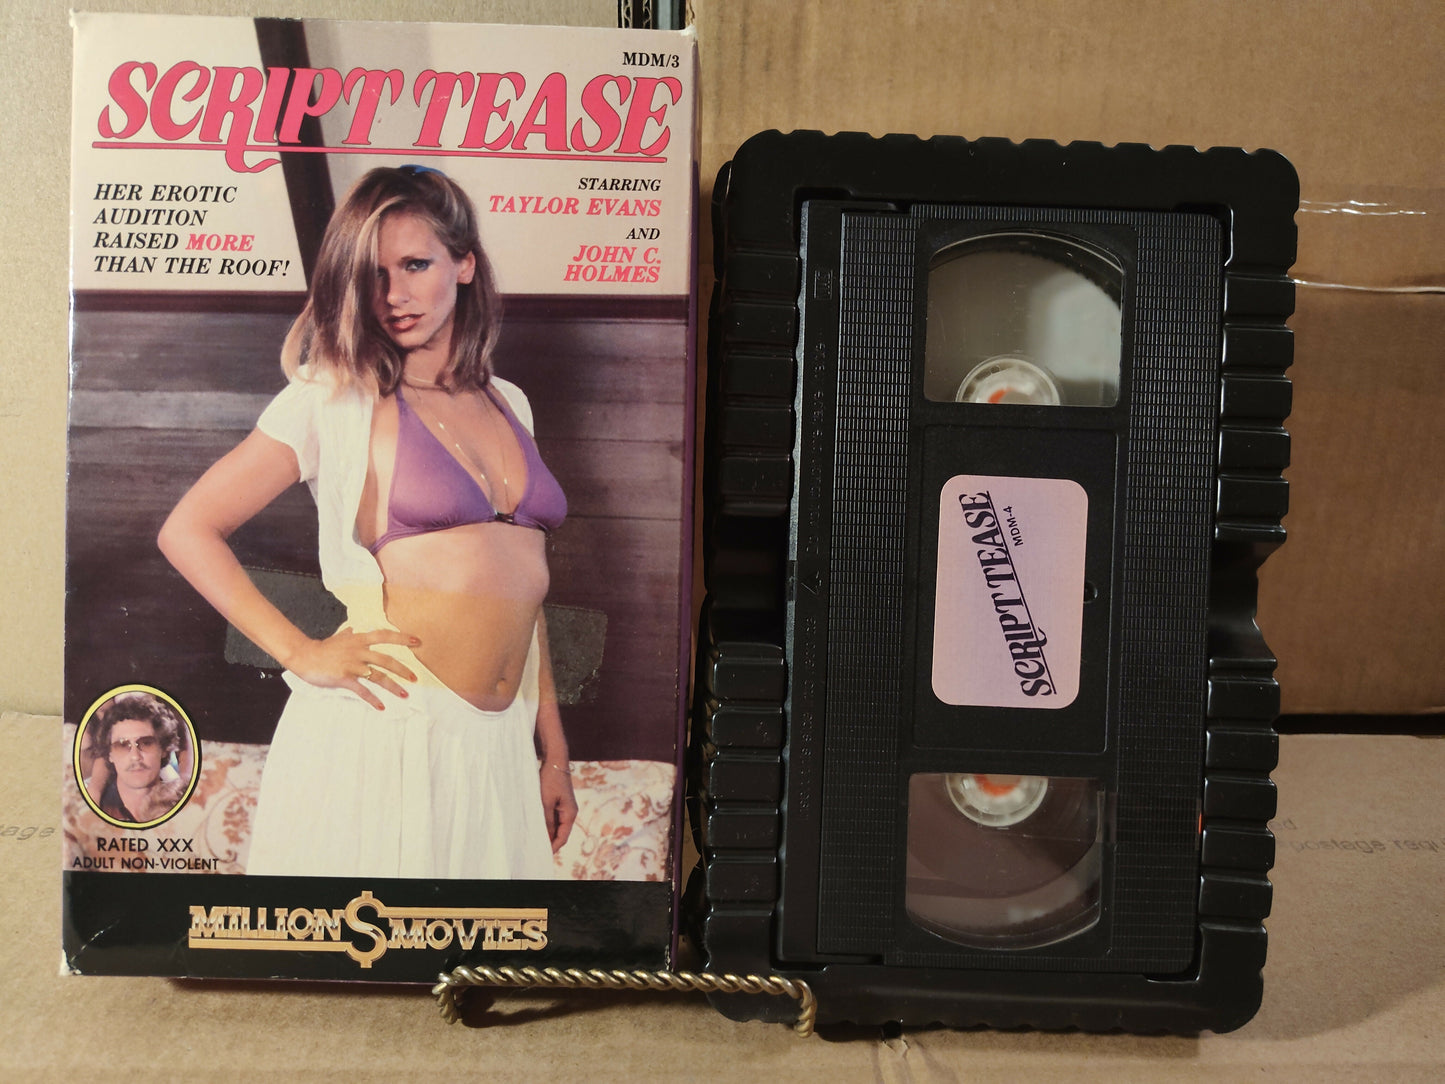 MDM/3
SCRIPT TEASE
HER EROTIC
AUDITION
RAISED MORE
THAN THE ROOF!
STARRING
TAYLOR EVANS
AND
JOHN C.
HOLMES
RATED XXX
ADULT NON-VIOLENT
MILLION $ MOVIES
SCRIPT TEASE
MDM-4
postage